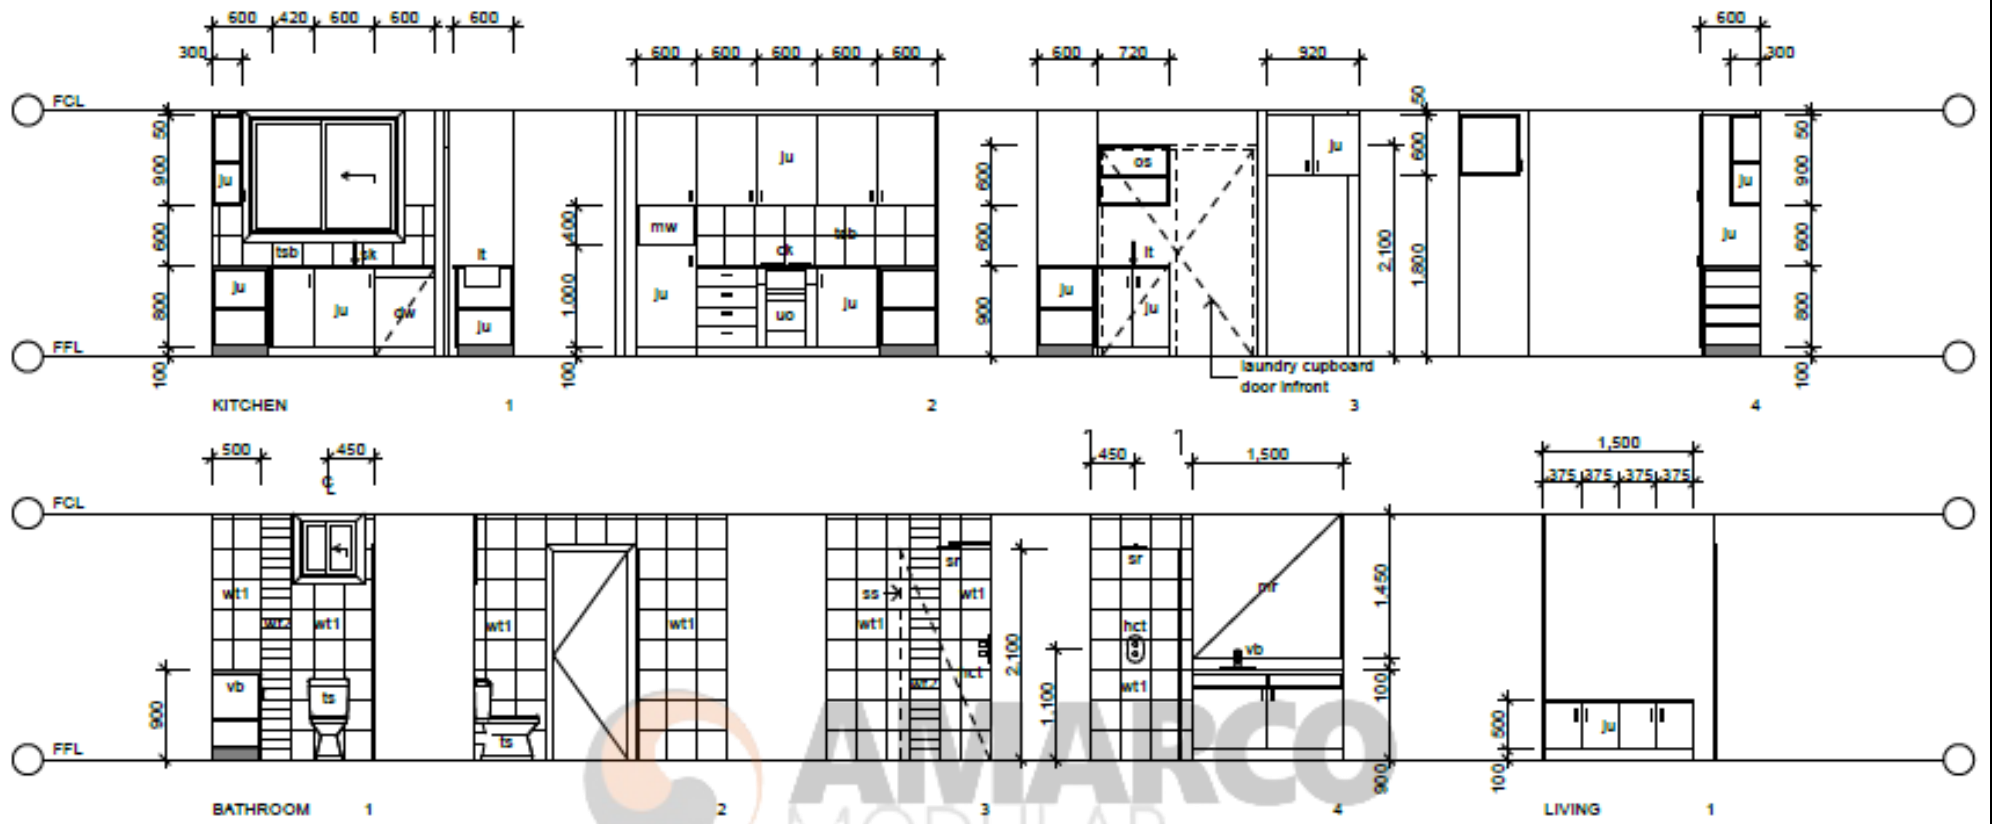 600 420 600 600 600 600
300 600 600 600 600 600 600 720 920 300
FCL
50 900 600 800 100
ju
tsb sk lt
ju ju dw ju
400 1,000 100
ju
mw tsb
ck
ju uo ju
600 600 900
os
lt
ju ju
ju
50 600 1,800 2,100
50 900 600 800 100
ju
ju
FFL
laundry cupboard
door infront
KITCHEN 1 2 3 4
500 450 450 1,500 1,500
375 375 375 375
FCL
wt1 wt2 wt1
vb ts
900
wt1 wt1
ts
ss sr
wt1 wt1
hct
wt2
2,100
1,100
sr
hct
wt1
mr
vb
1,450 100 900
500 100
ju
FFL
AMARCO
MODULAR
BATHROOM 1 2 3 4 LIVING 1